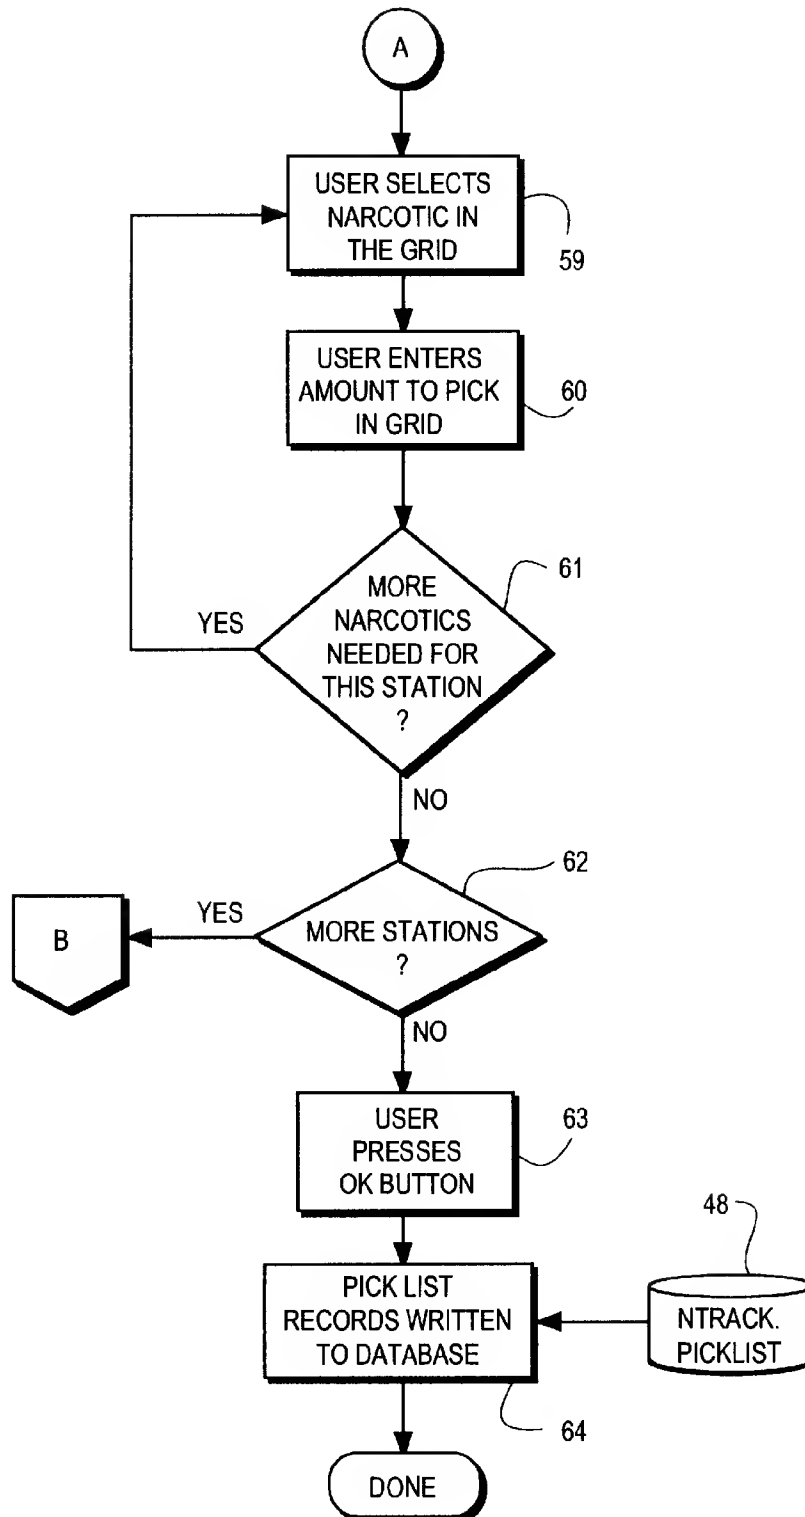 A
USER SELECTS
NARCOTIC IN
THE GRID
59
USER ENTERS
AMOUNT TO PICK
IN GRID
60
61
MORE
NARCOTICS
NEEDED FOR
THIS STATION
?
YES
NO
62
YES
B
MORE STATIONS
?
NO
USER
PRESSES
OK BUTTON
63
48
PICK LIST
RECORDS WRITTEN
TO DATABASE
NTRACK.
PICKLIST
64
DONE